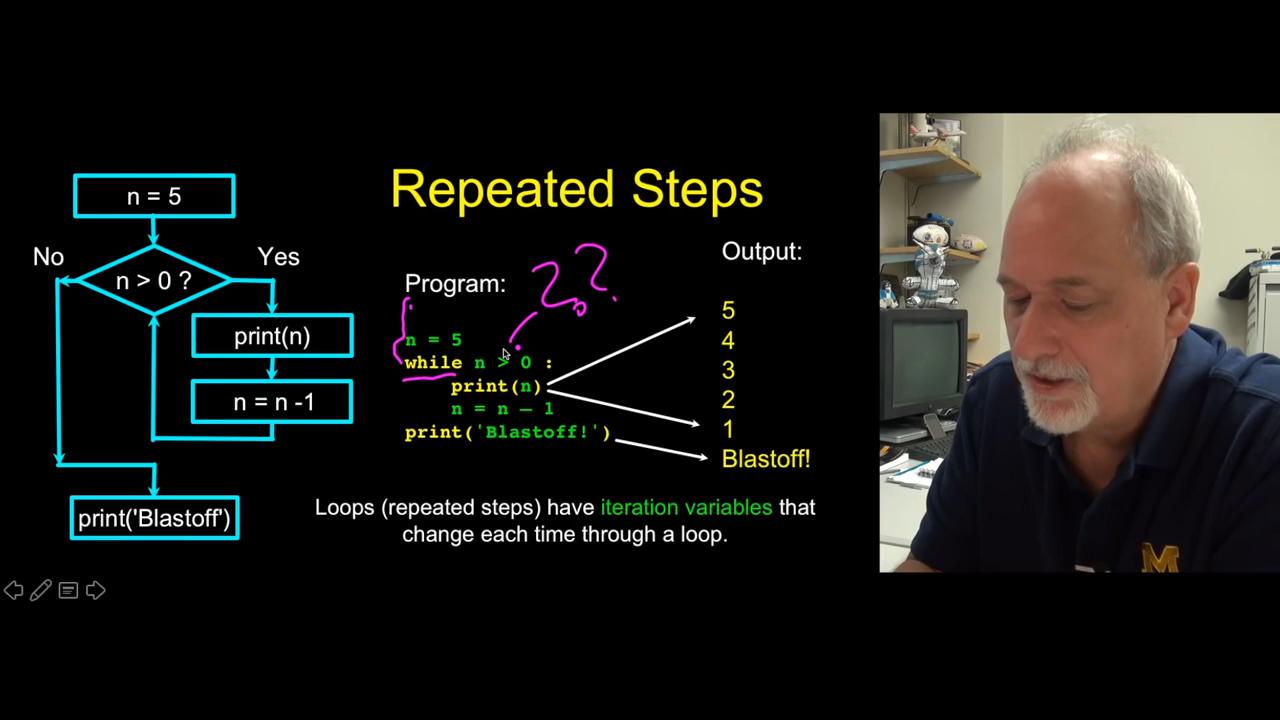 Repeated Steps
n = 5
No
n > 0 ?
Yes
print(n)
n = n -1
print('Blastoff')
Program:
??
n = 5
while n > 0 :
print(n)
n = n – 1
print('Blastoff!')
Output:
5
4
3
2
1
Blastoff!
Loops (repeated steps) have iteration variables that
change each time through a loop.
M